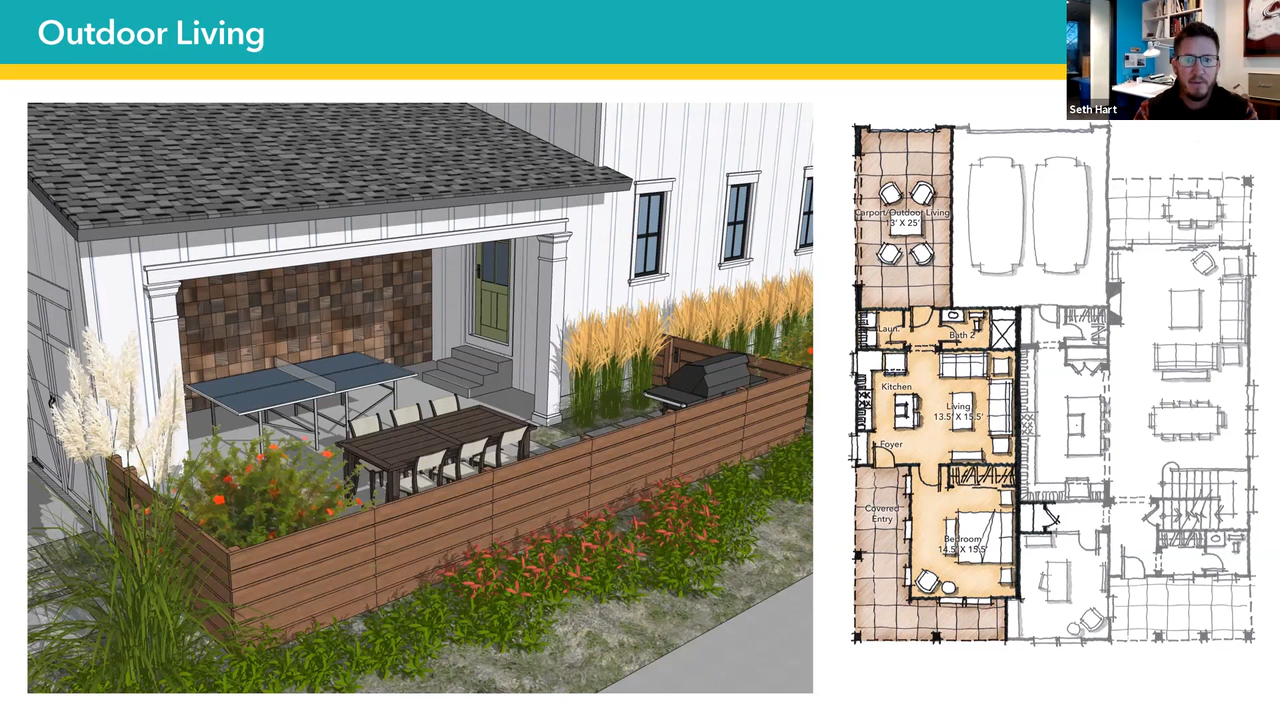 Outdoor Living
Seth Hart
Carport/Outdoor Living
3' X 25'
Laun.
Bath 2
Kitchen
Living
13.5' X 15.5'
Foyer
Covered
Entry
Bedroom
14.5' X 15.5'